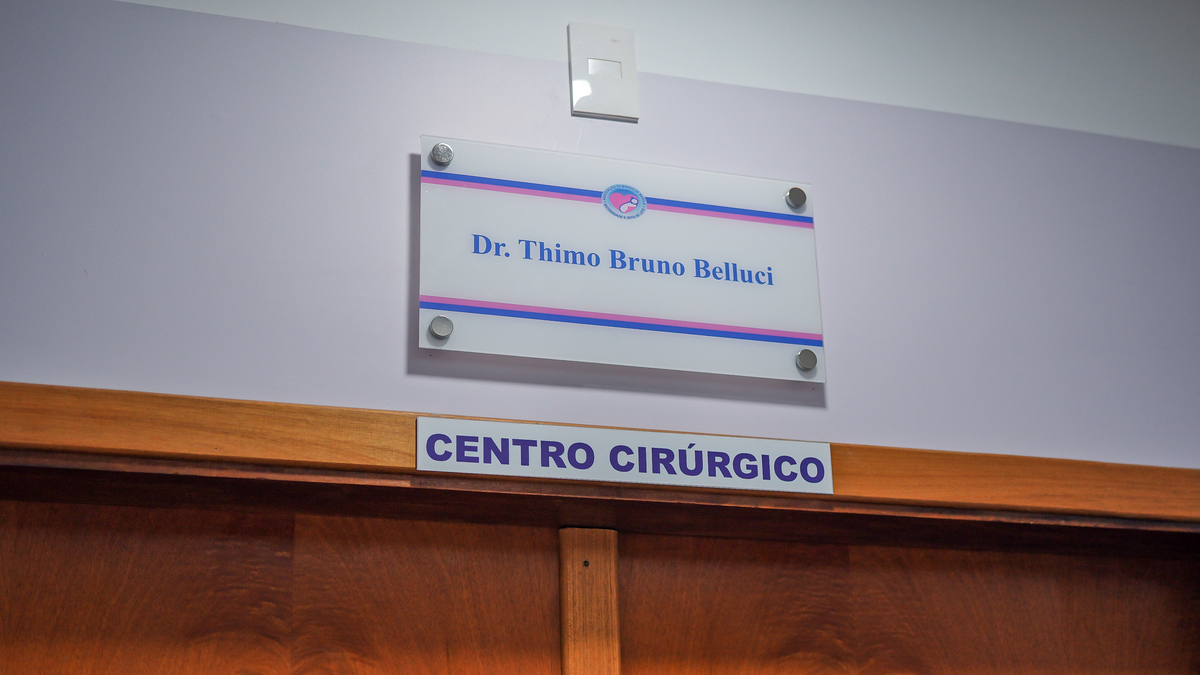 Dr. Thimo Bruno Belluci
CENTRO CIRÚRGICO